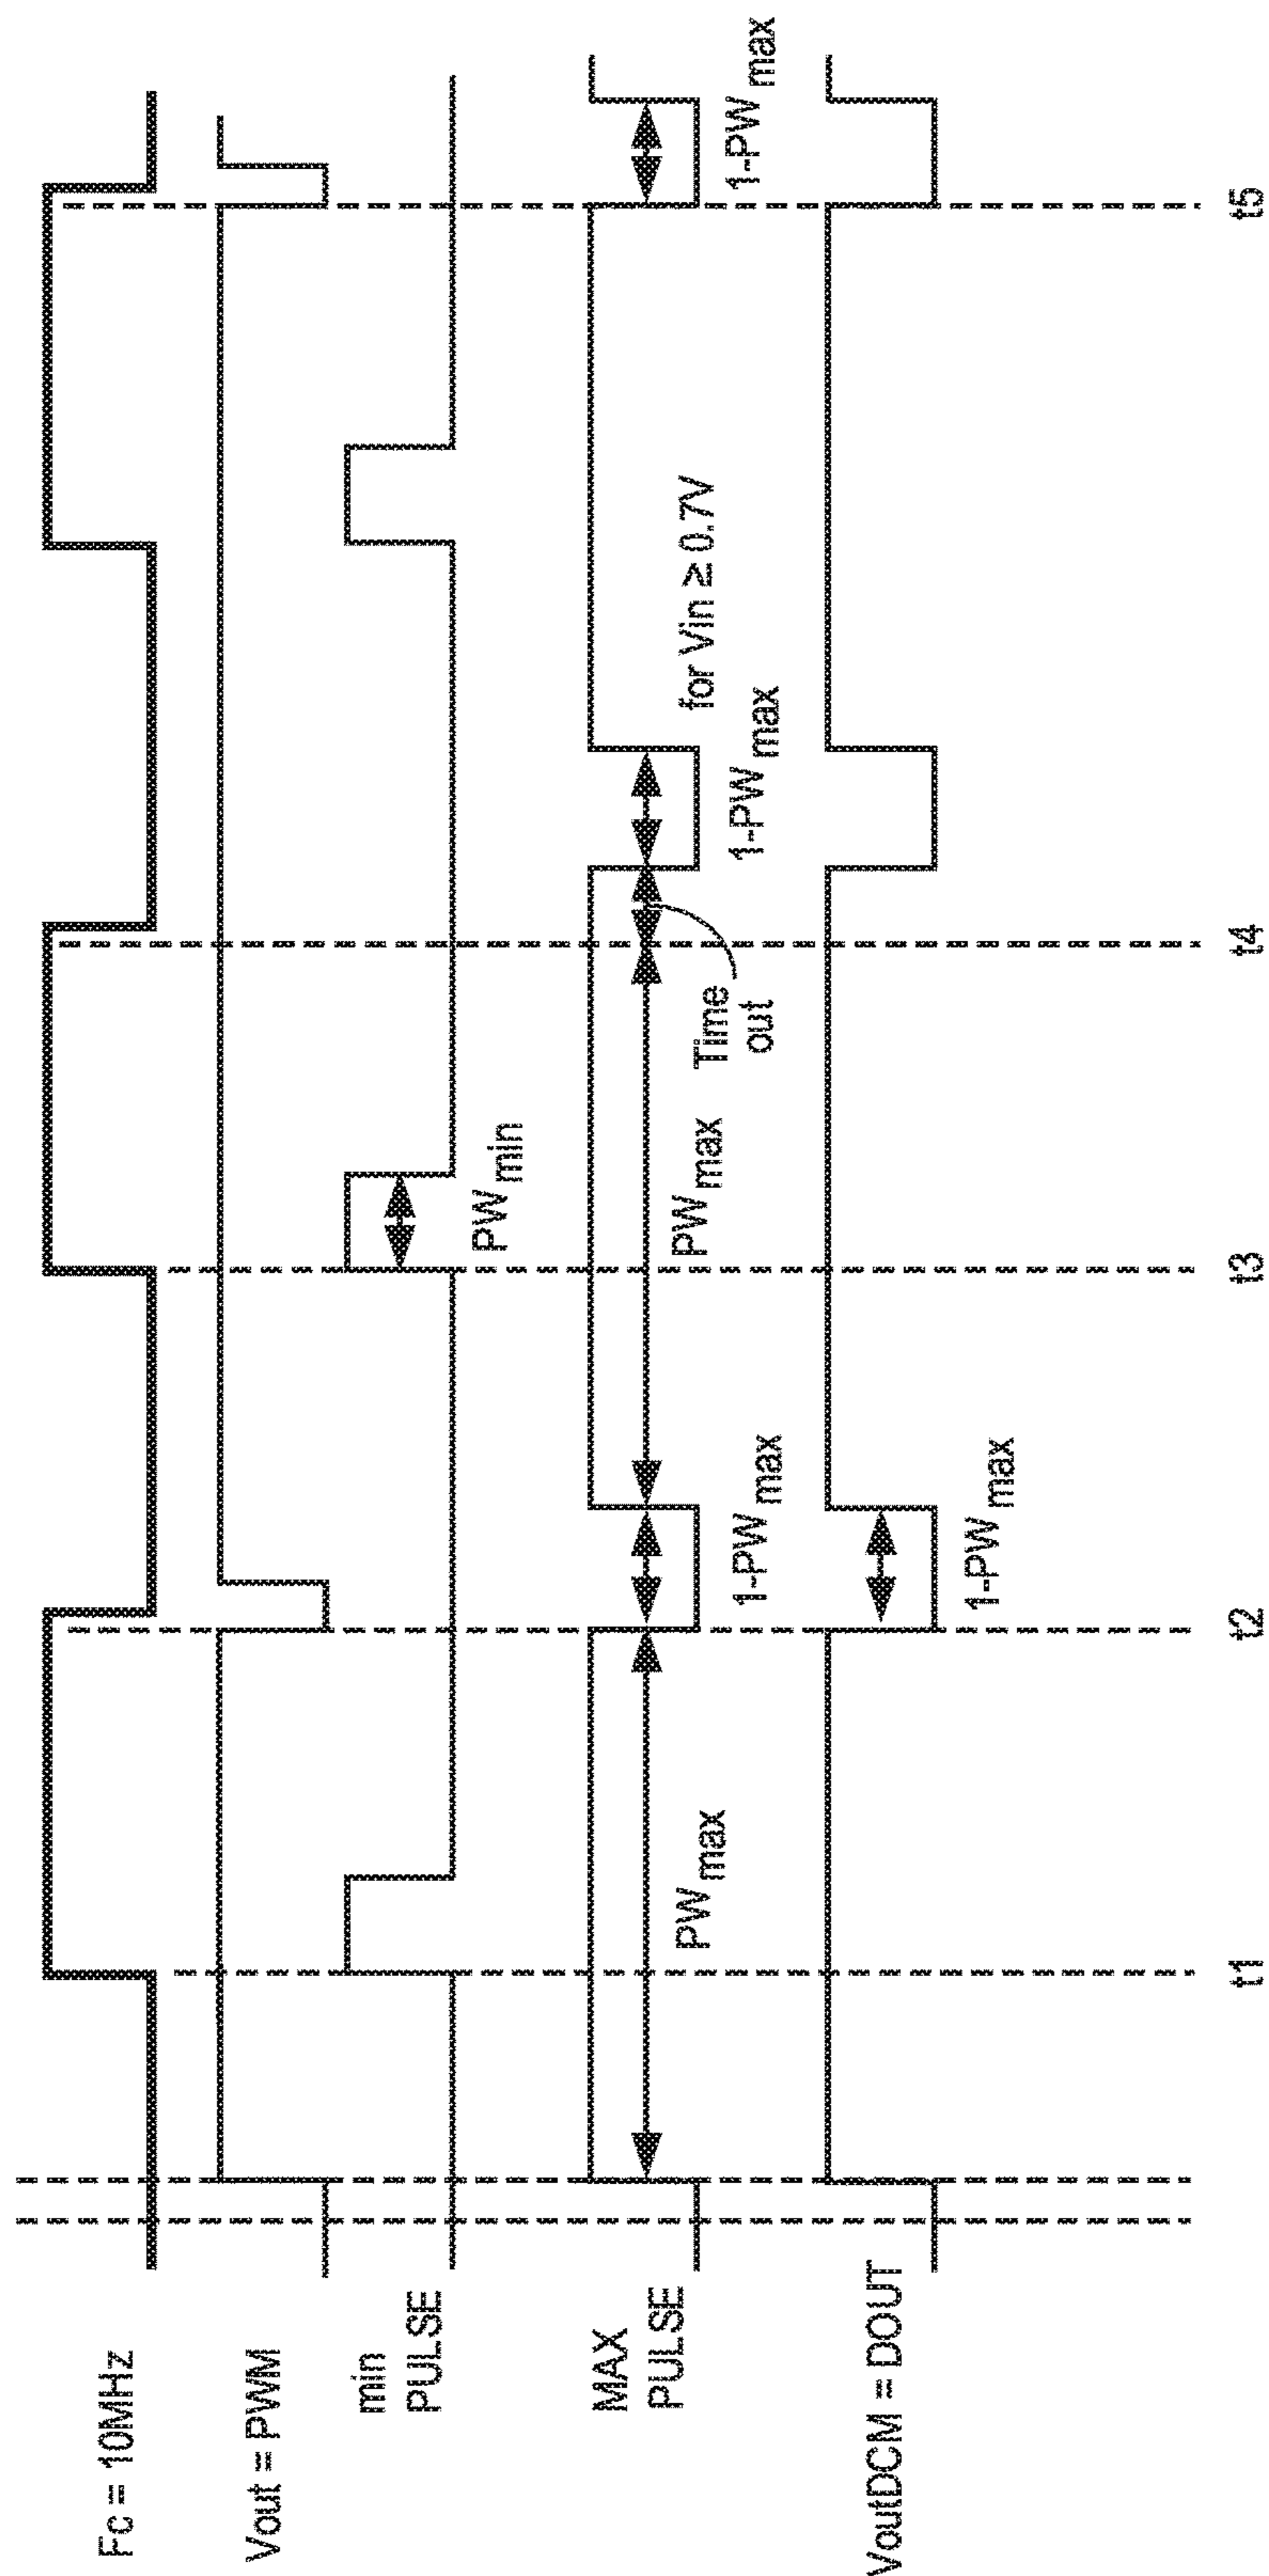 Fc = 10MHz
Vout = PWM
min
PULSE
PWmin
MAX
PULSE
PWmax
1-PWmax
PWmax
Time
out
1-PWmax
for Vin ≥ 0.7V
1-PWmax
VoutDCM = DOUT
1-PWmax
t1
t2
t3
t4
t5